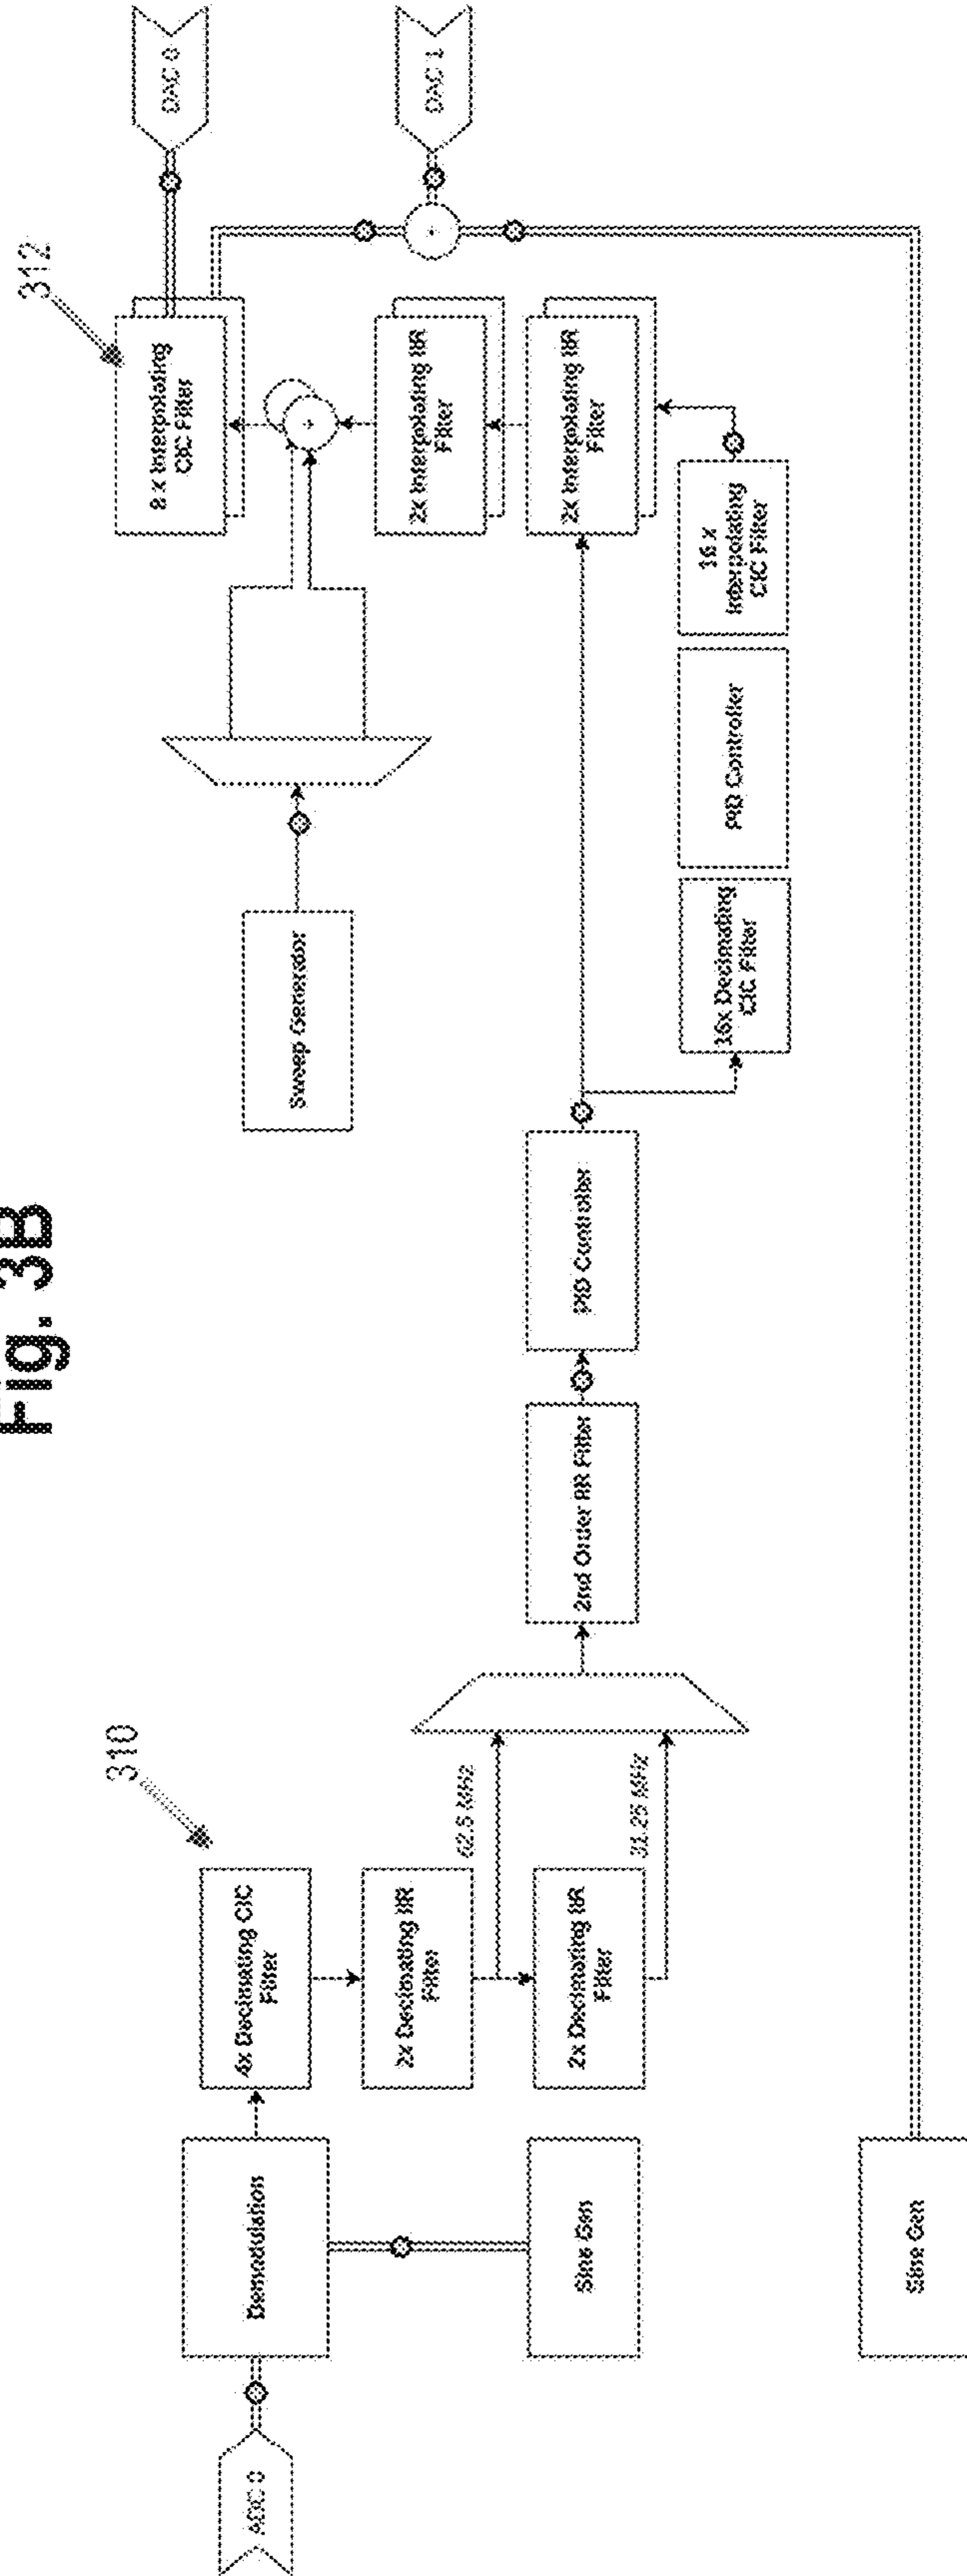 Fig. 3B
ADC 0
Demodulation
Sine Gen
Sine Gen
310
4x Decimating CIC
Filter
2x Decimating IIR
Filter
2x Decimating IIR
Filter
62.5 MHz
31.25 MHz
2nd Order IIR Filter
PID Controller
Sweep Generator
16x Decimating
CIC Filter
PID Controller
16 x
Interpolating
CIC Filter
2x Interpolating IIR
Filter
2x Interpolating IIR
Filter
+
8 x Interpolating
CIC Filter
312
+
DAC 0
DAC 1